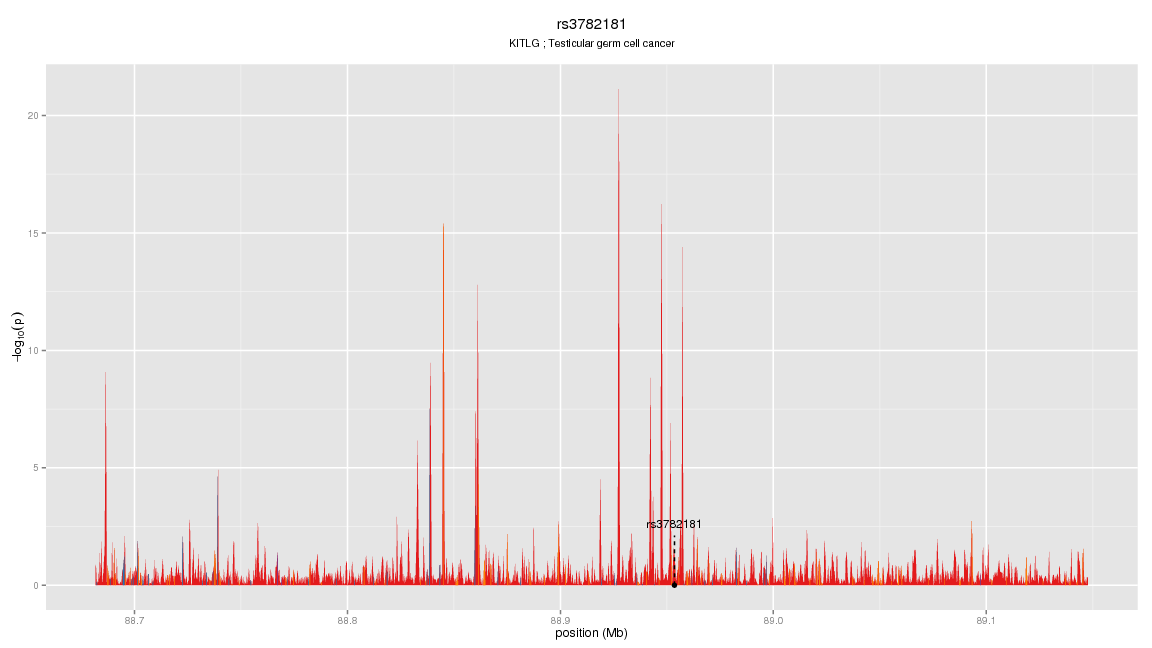 rs3782181
KITLG ; Testicular germ cell cancer
20
15
10
5
0
−log10(p)
rs3782181
88.7 88.8 88.9 89.0 89.1
position (Mb)